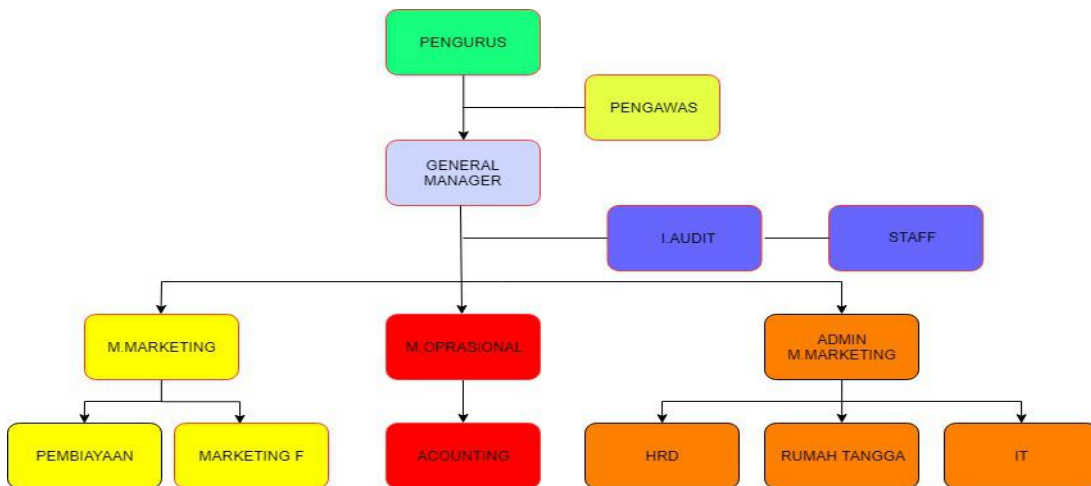 PENGURUS
PENGAWAS
GENERAL
MANAGER
I.AUDIT
STAFF
M.MARKETING
M.OPRASIONAL
ADMIN
M.MARKETING
PEMBIAYAAN
MARKETING F
ACOUNTING
HRD
RUMAH TANGGA
IT